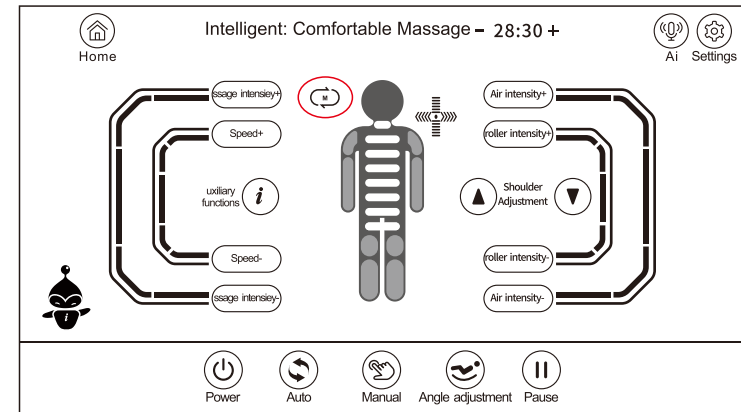 Intelligent: Comfortable Massage - 28:30 +
Home
Ai
Settings
ssage intensiey+
M
Air intensity+
Speed+
roller intensity+
uxiliary
functions
i
Shoulder
Adjustment
Speed-
roller intensity-
ssage intensiey-
Air intensity-
i
Power
Auto
Manual
Angle adjustment
Pause